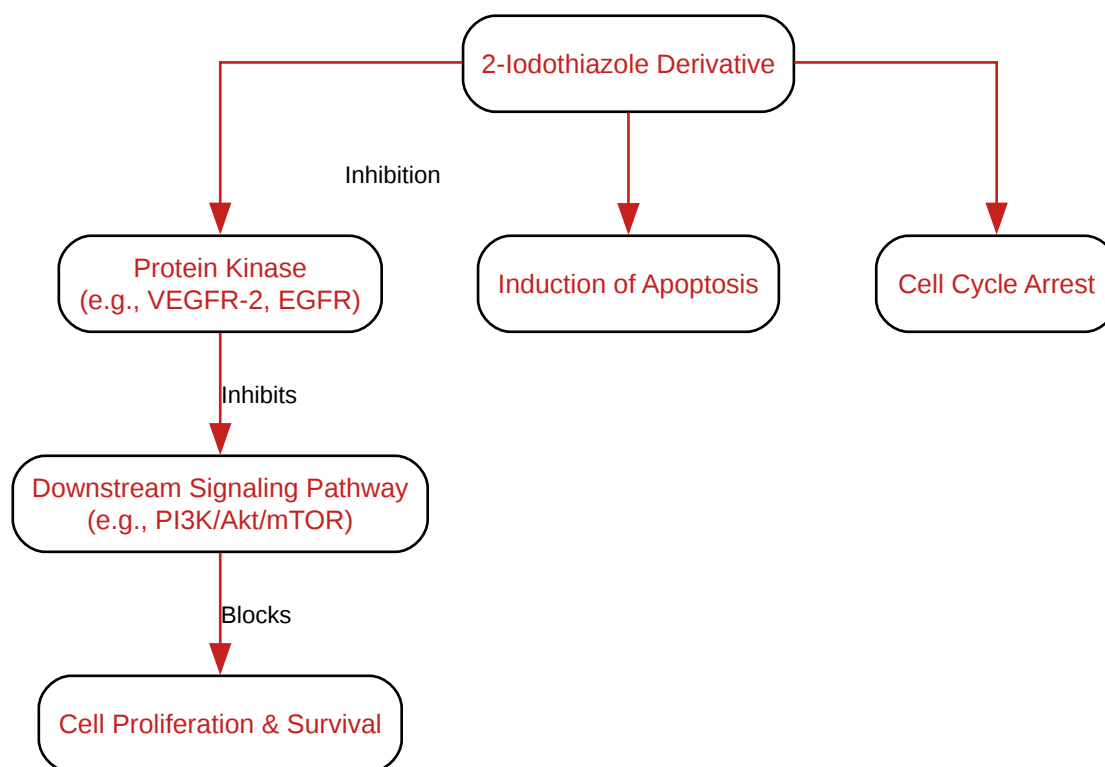 2-Iodothiazole Derivative
Inhibition
Protein Kinase
(e.g., VEGFR-2, EGFR)
Induction of Apoptosis
Cell Cycle Arrest
Inhibits
Downstream Signaling Pathway
(e.g., PI3K/Akt/mTOR)
Blocks
Cell Proliferation & Survival